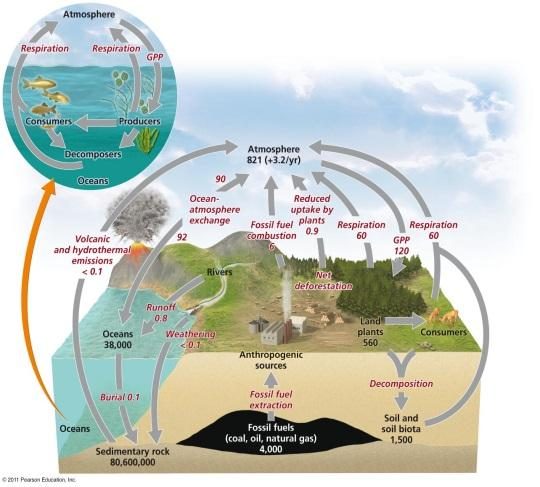 Atmosphere
Respiration
Respiration
GPP
Consumers
Producers
Decomposers
Oceans
Atmosphere
821 (+3.2/yr)
90
Ocean-
atmosphere
exchange
92
Volcanic
and hydrothermal
emissions
< 0.1
Fossil fuel
combustion
6
Reduced
uptake by
plants
0.9
Respiration
60
GPP
120
Respiration
60
Rivers
Net
deforestation
Runoff
0.8
Weathering
< 0.1
Oceans
38,000
Land
plants
560
Consumers
Anthropogenic
sources
Decomposition
Burial 0.1
Fossil fuel
extraction
Oceans
Fossil fuels
(coal, oil, natural gas)
4,000
Soil and
soil biota
1,500
Sedimentary rock
80,600,000
© 2011 Pearson Education, Inc.